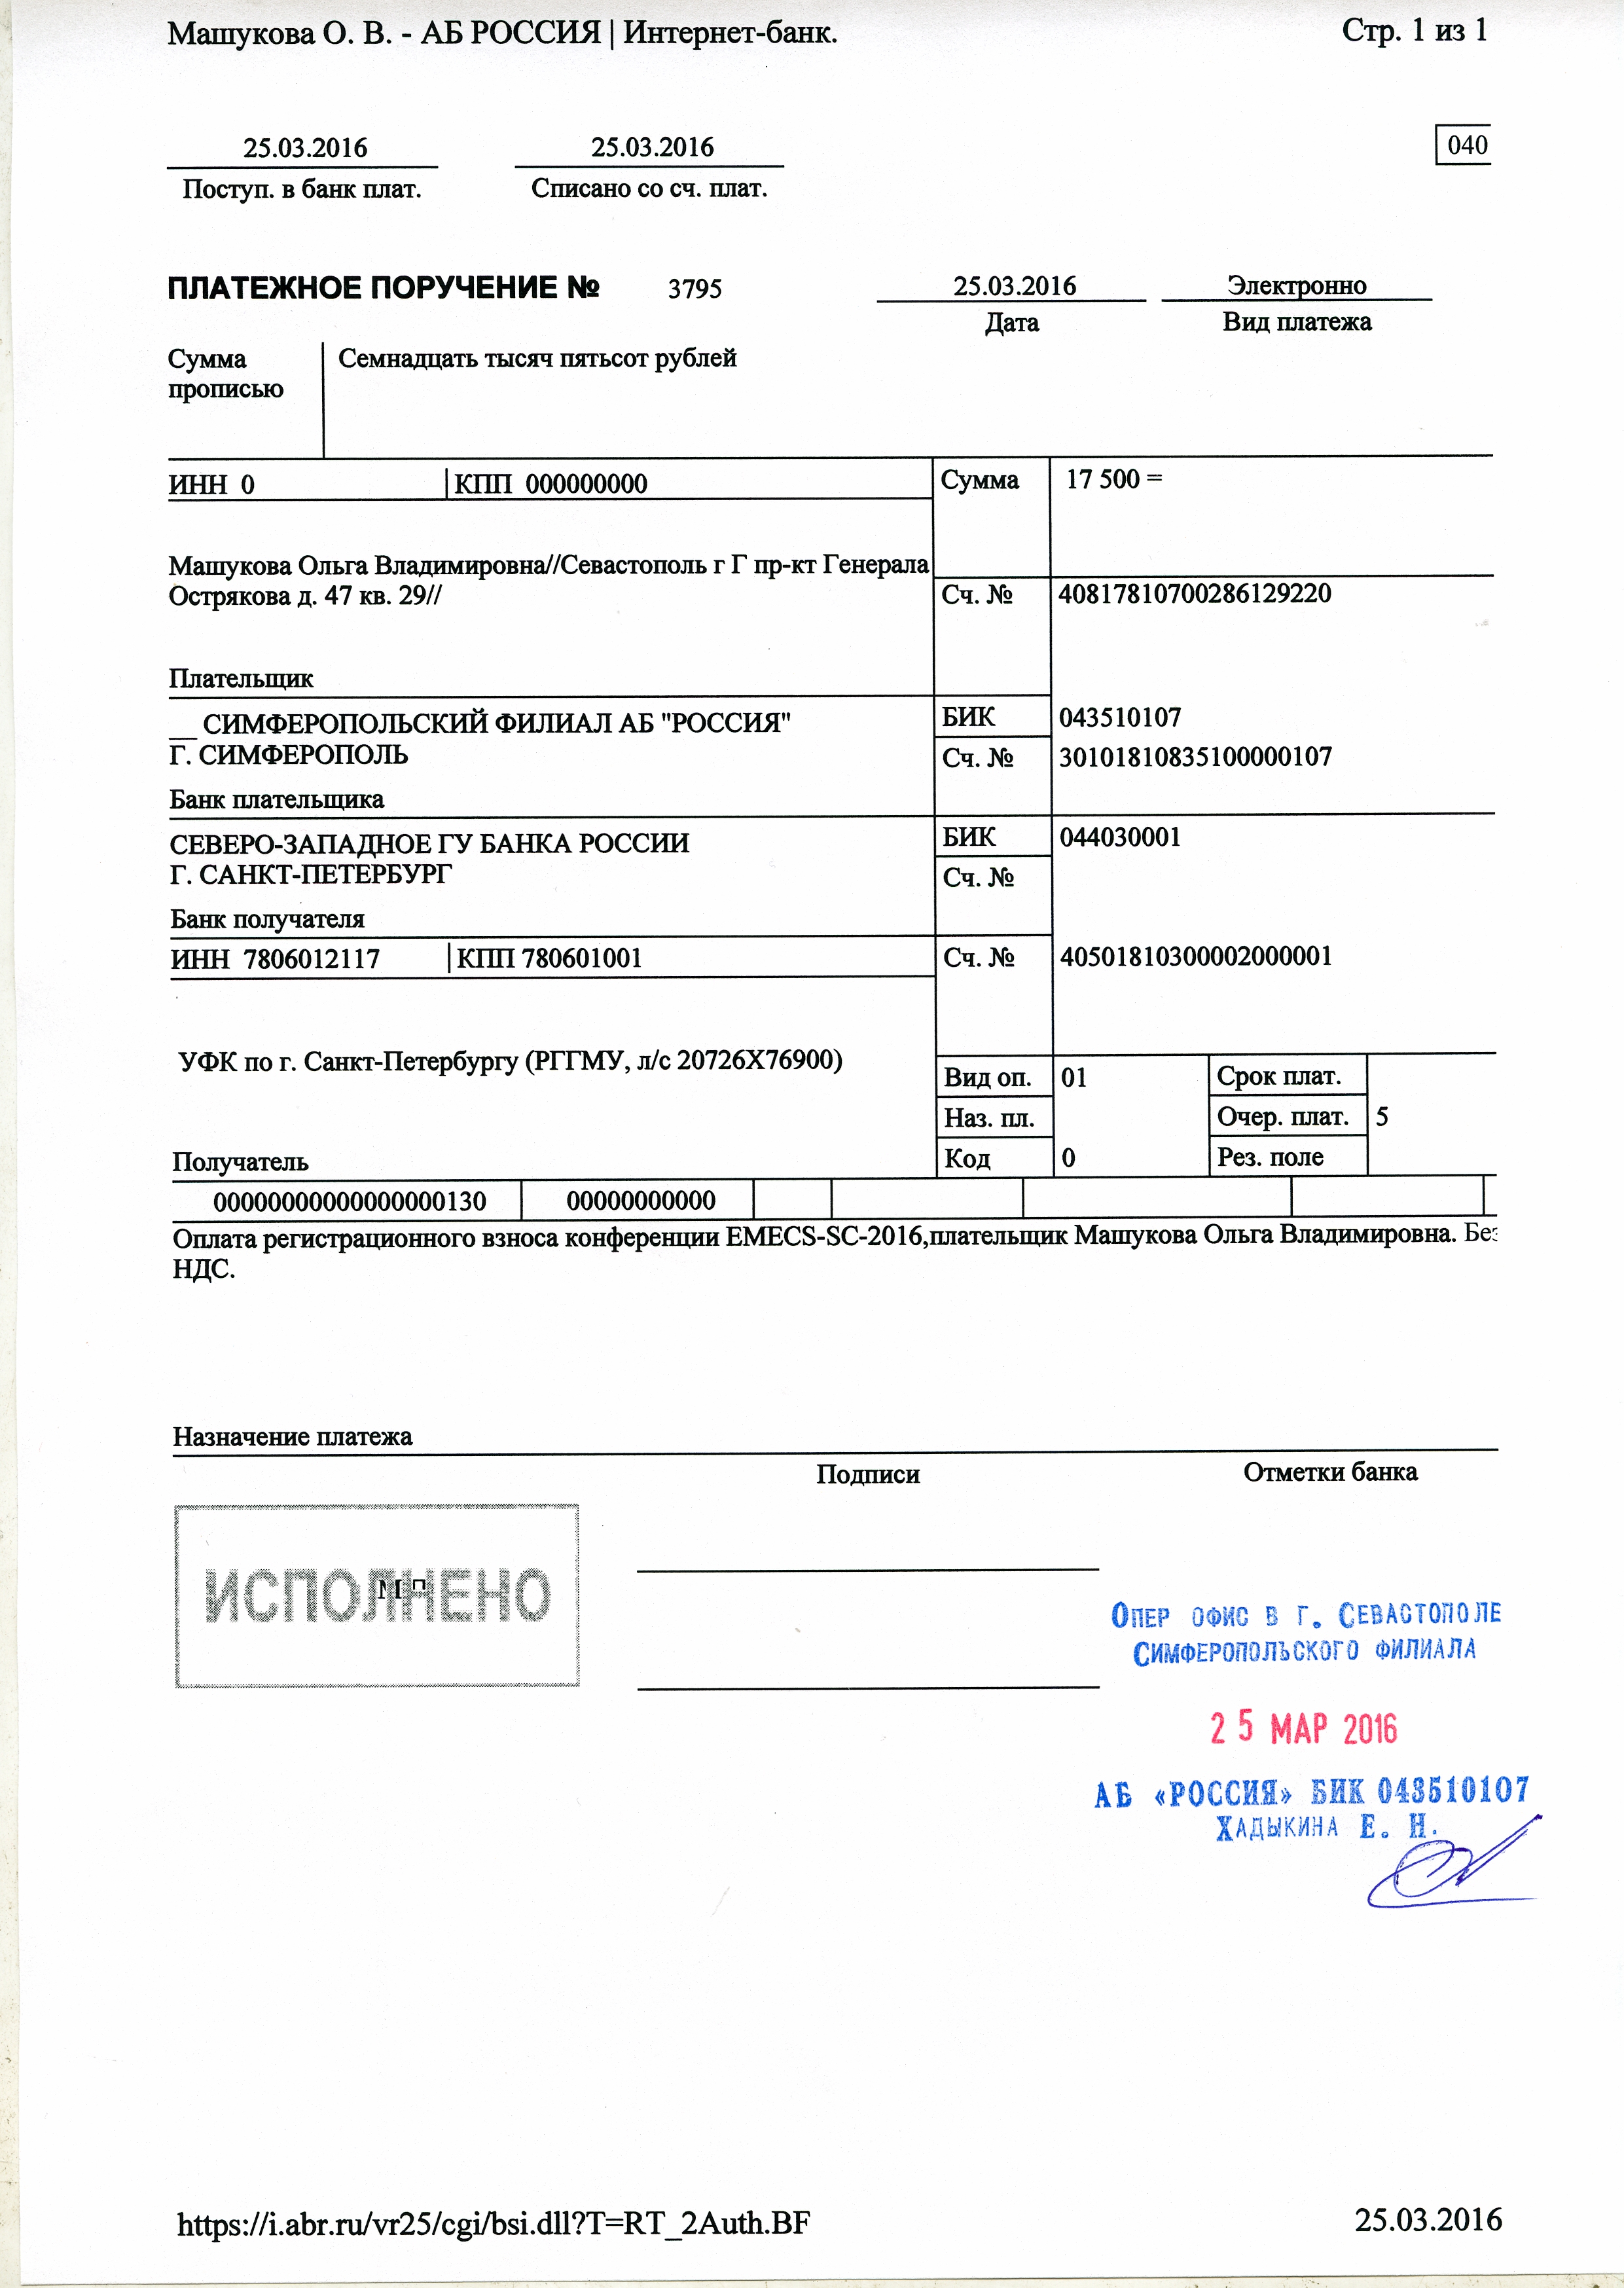 Машукова О. В. - АБ РОССИЯ | Интернет-банк.
Стр. 1 из 1
25.03.2016
25.03.2016
040
Поступ. в банк плат.
Списано со сч. плат.
ПЛАТЕЖНОЕ ПОРУЧЕНИЕ № 3795
25.03.2016
Электронно
Дата
Вид платежа
Сумма
прописью
Семнадцать тысяч пятьсот рублей
ИНН 0
КПП 000000000
Сумма
17 500 =
Машукова Ольга Владимировна//Севастополь г Г пр-кт Генерала
Острякова д. 47 кв. 29//
Сч. №
40817810700286129220
Плательщик
__ СИМФЕРОПОЛЬСКИЙ ФИЛИАЛ АБ "РОССИЯ"
Г. СИМФЕРОПОЛЬ
БИК
043510107
Сч. №
30101810835100000107
Банк плательщика
СЕВЕРО-ЗАПАДНОЕ ГУ БАНКА РОССИИ
Г. САНКТ-ПЕТЕРБУРГ
БИК
044030001
Сч. №
Банк получателя
ИНН 7806012117
КПП 780601001
Сч. №
40501810300002000001
УФК по г. Санкт-Петербургу (РГГМУ, л/с 20726Х76900)
Вид оп.
01
Срок плат.
Наз. пл.
Очер. плат.
5
Получатель
Код
0
Рез. поле
00000000000000000130
00000000000
Оплата регистрационного взноса конференции EMECS-SC-2016,плательщик Машукова Ольга Владимировна. Без
НДС.
Назначение платежа
Подписи
Отметки банка
ИСПОЛНЕНО
М П
Опер офис в г. Севастополе
Симферопольского филиала
25 МАР 2016
АБ «РОССИЯ» БИК 043510107
Хадыкина Е. Н.
https://i.abr.ru/vr25/cgi/bsi.dll?T=RT_2Auth.BF
25.03.2016